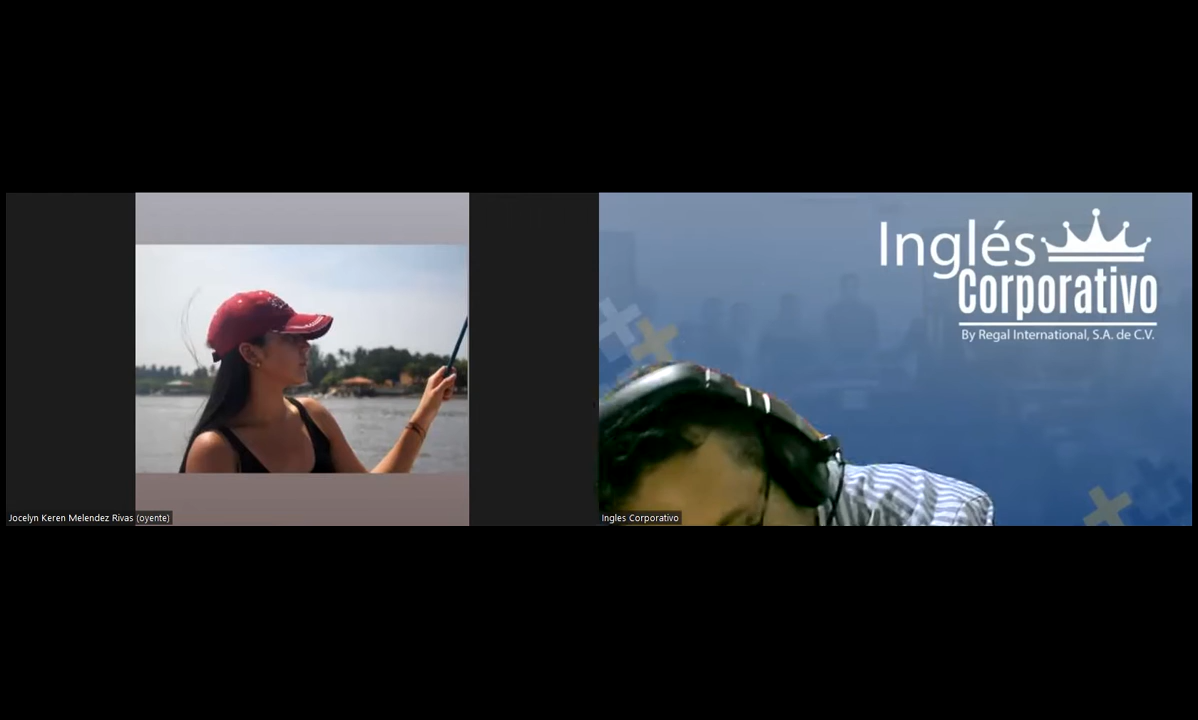 Inglés
Corporativo
By Regal International, S.A. de C.V.
Jocelyn Keren Melendez Rivas (oyente)
Ingles Corporativo